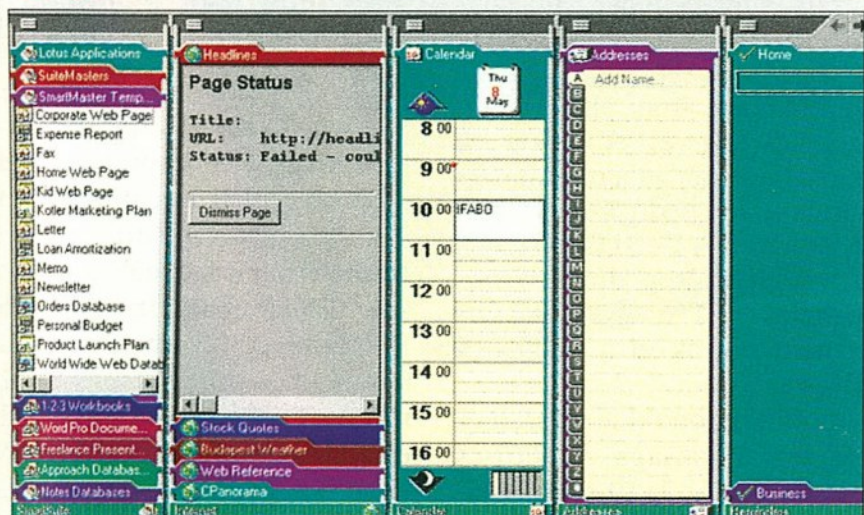 Lotus Applications
SuiteMasters
SmartMaster Temp...
Corporate Web Page
Expense Report
Fax
Home Web Page
Kid Web Page
Kotler Marketing Plan
Letter
Loan Amortization
Memo
Newsletter
Orders Database
Personal Budget
Product Launch Plan
World Wide Web Datab
1-2-3 Workbooks
Word Pro Docume...
Freelance Present...
Approach Databas...
Notes Databases
SmartSuite
Headlines
Page Status
Title:
URL: http://headli
Status: Failed - coul
Dismiss Page
Stock Quotes
Budapest Weather
Web Reference
CPanorama
Internet
Calendar
Thu
8
May
8 00
9 00
10 00 FABO
11 00
12 00
13 00
14 00
15 00
16 00
Calendar
Addresses
A Add Name...
B
C
D
E
F
G
H
I
J
K
L
M
N
O
P
Q
R
S
T
U
V
W
X
Y
Z
Addresses
Home
Business
Reminders